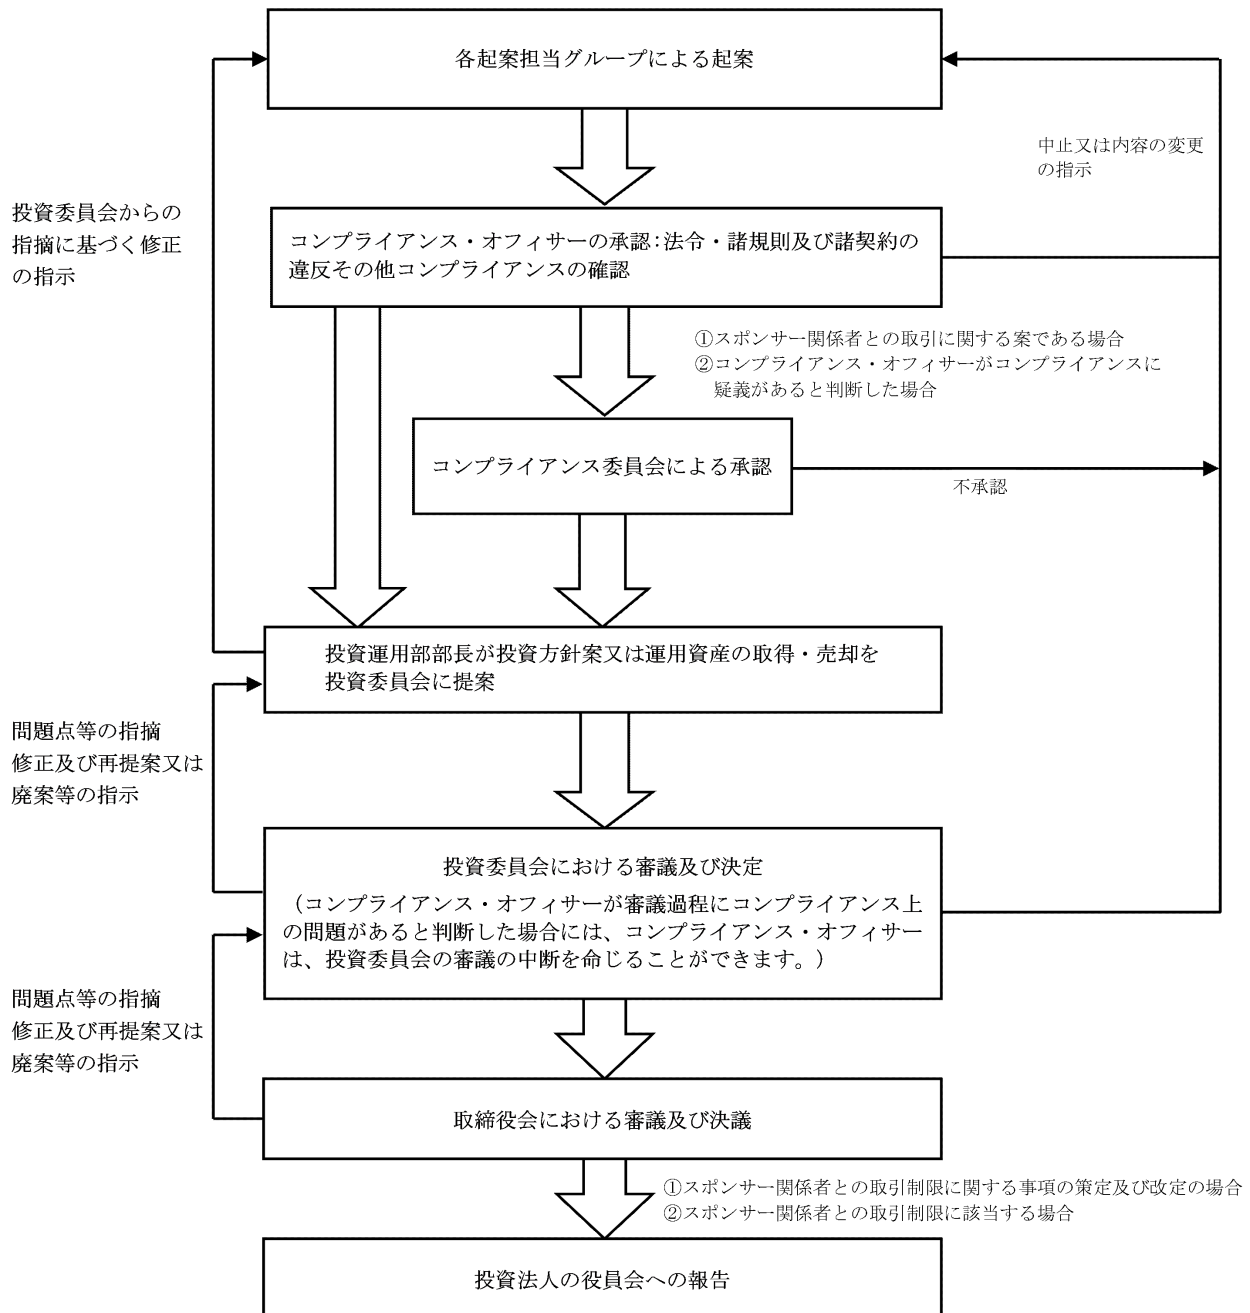 各起案担当グループによる起案
中止又は内容の変更
の指示
投資委員会からの
指摘に基づく修正
の指示
コンプライアンス・オフィサーの承認:法令・諸規則及び諸契約の
違反その他コンプライアンスの確認
①スポンサー関係者との取引に関する案である場合
②コンプライアンス・オフィサーがコンプライアンスに
疑義があると判断した場合
コンプライアンス委員会による承認
不承認
投資運用部部長が投資方針案又は運用資産の取得・売却を
投資委員会に提案
問題点等の指摘
修正及び再提案又は
廃案等の指示
投資委員会における審議及び決定
（コンプライアンス・オフィサーが審議過程にコンプライアンス上
の問題があると判断した場合には、コンプライアンス・オフィサー
は、投資委員会の審議の中断を命じることができます。）
問題点等の指摘
修正及び再提案又は
廃案等の指示
取締役会における審議及び決議
①スポンサー関係者との取引制限に関する事項の策定及び改定の場合
②スポンサー関係者との取引制限に該当する場合
投資法人の役員会への報告